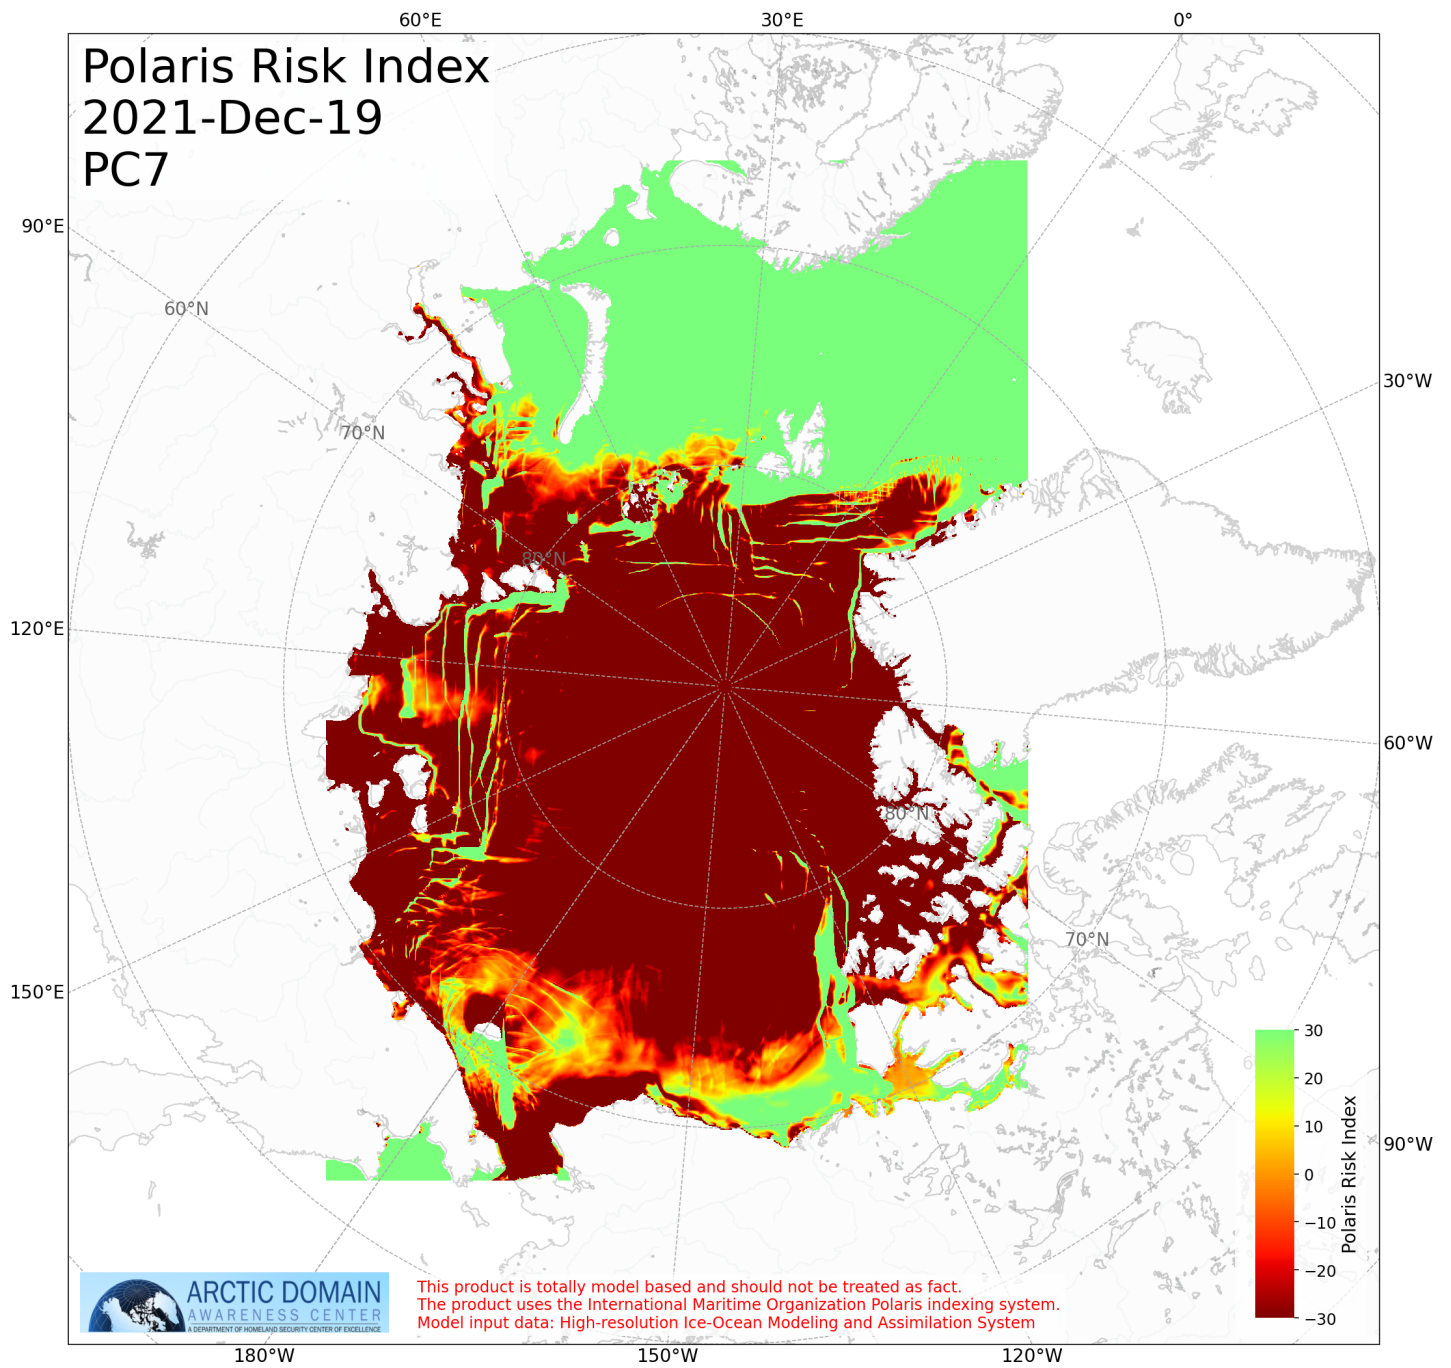 60°E
30°E
0°
Polaris Risk Index
2021-Dec-19
PC7
90°E
60°N
30°W
70°N
80°N
120°E
60°W
80°N
70°N
150°E
30
20
10
0
−10
−20
−30
Polaris Risk Index
90°W
ARCTIC DOMAIN
AWARENESS CENTER
A DEPARTMENT OF HOMELAND SECURITY CENTER OF EXCELLENCE
This product is totally model based and should not be treated as fact.
The product uses the International Maritime Organization Polaris indexing system.
Model input data: High-resolution Ice-Ocean Modeling and Assimilation System
180°W
150°W
120°W